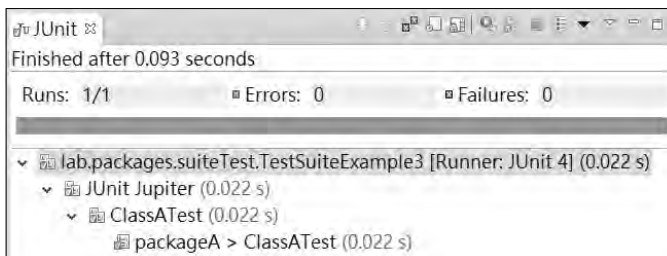 JUnit
Finished after 0.093 seconds
Runs: 1/1 Errors: 0 Failures: 0
lab.packages.suiteTest.TestSuiteExample3 [Runner: JUnit 4] (0.022 s)
JUnit Jupiter (0.022 s)
ClassATest (0.022 s)
packageA > ClassATest (0.022 s)